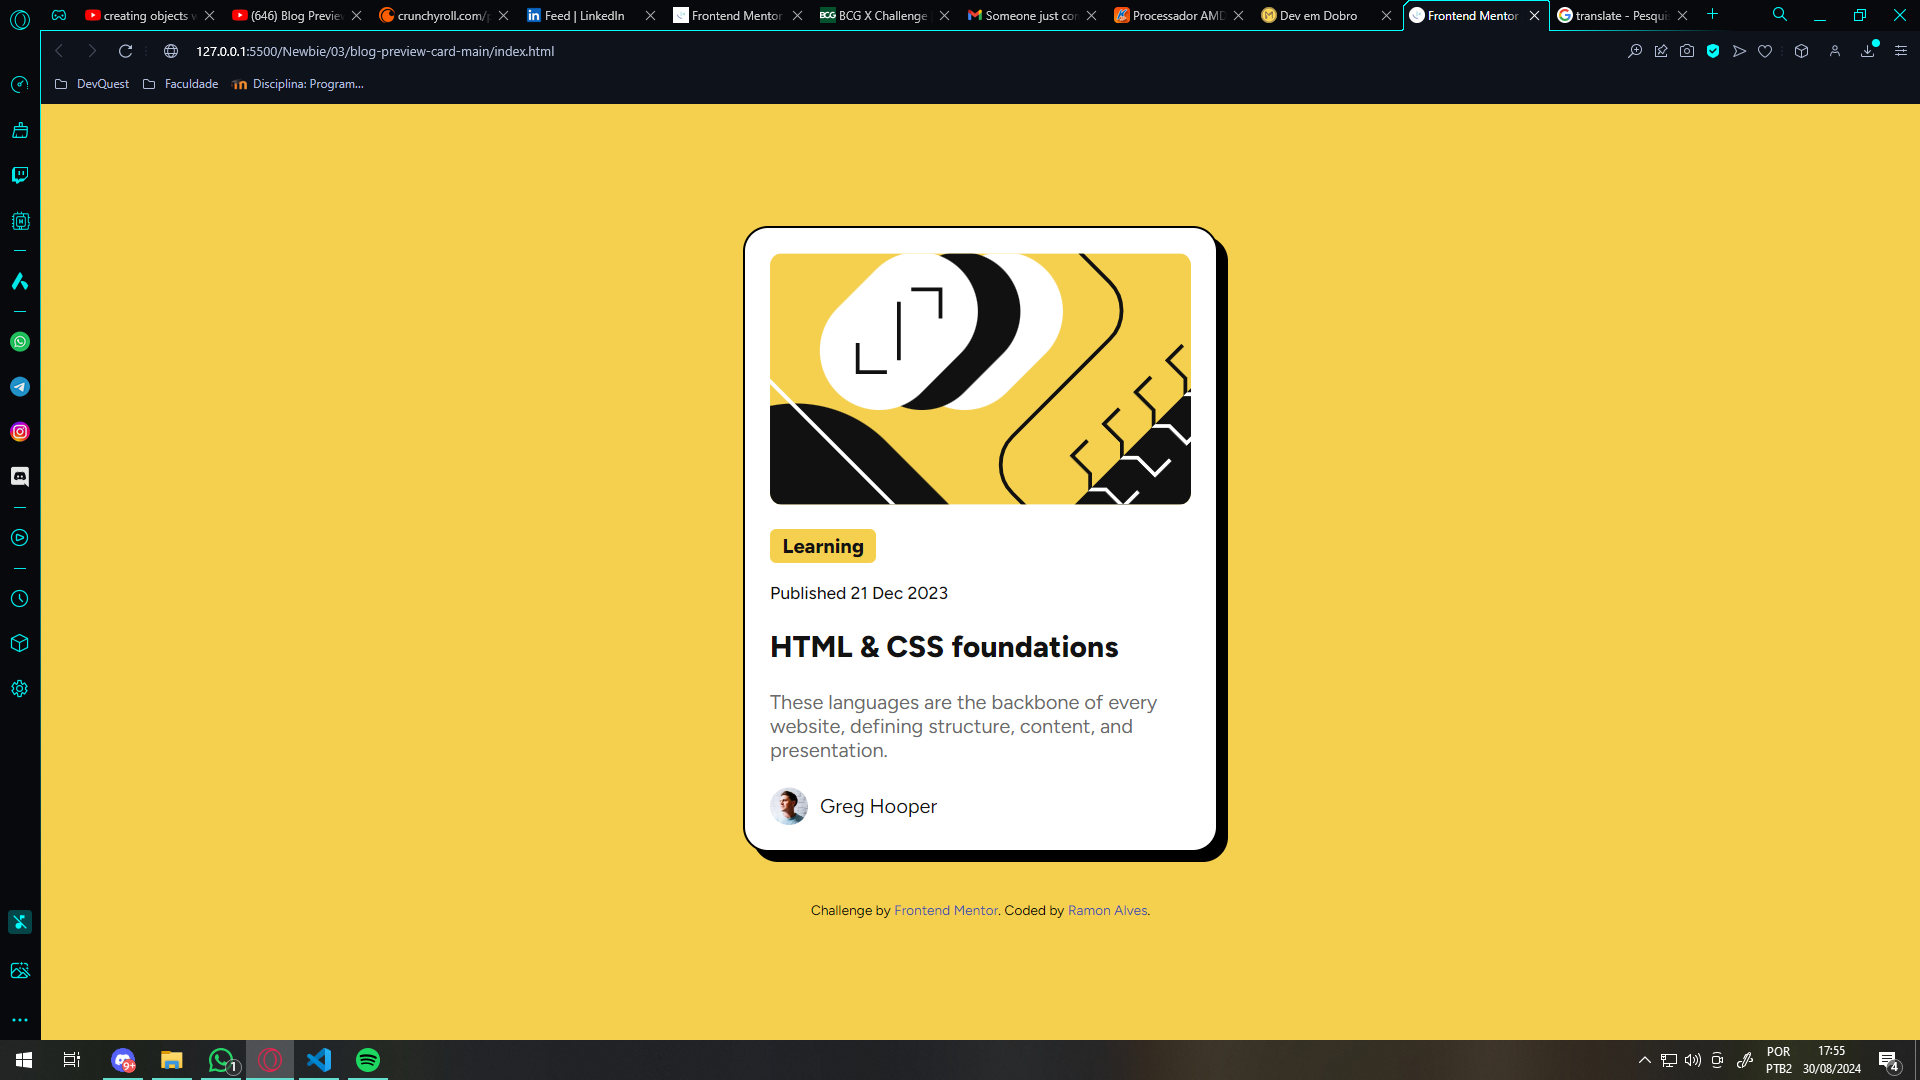 creating objects w
(646) Blog Preview
crunchyroll.com/p
Feed | LinkedIn
Frontend Mentor
BCG X Challenge
Someone just con
Processador AMD
Dev em Dobro
Frontend Mentor
translate - Pesquis
127.0.0.1:5500/Newbie/03/blog-preview-card-main/index.html
DevQuest
Faculdade
Disciplina: Program...
Learning
Published 21 Dec 2023
HTML & CSS foundations
These languages are the backbone of every
website, defining structure, content, and
presentation.
Greg Hooper
Challenge by Frontend Mentor. Coded by Ramon Alves.
9+
1
POR
PTB2
17:55
30/08/2024
4